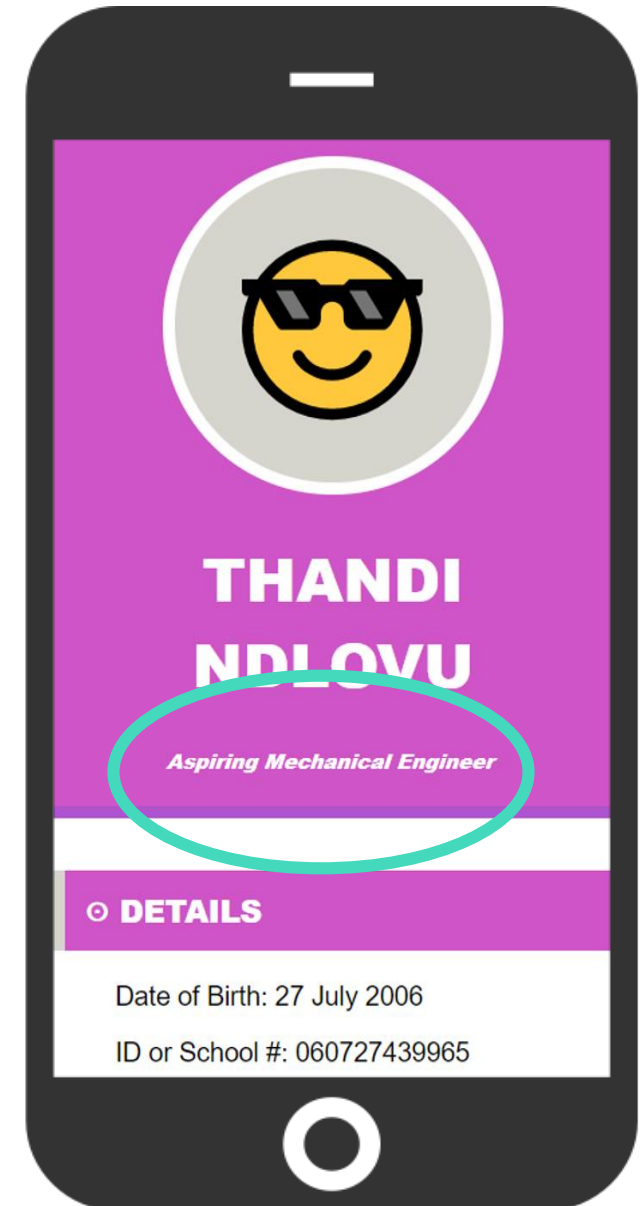 THANDI
NDLOVU
Aspiring Mechanical Engineer
DETAILS
Date of Birth: 27 July 2006
ID or School #: 060727439965